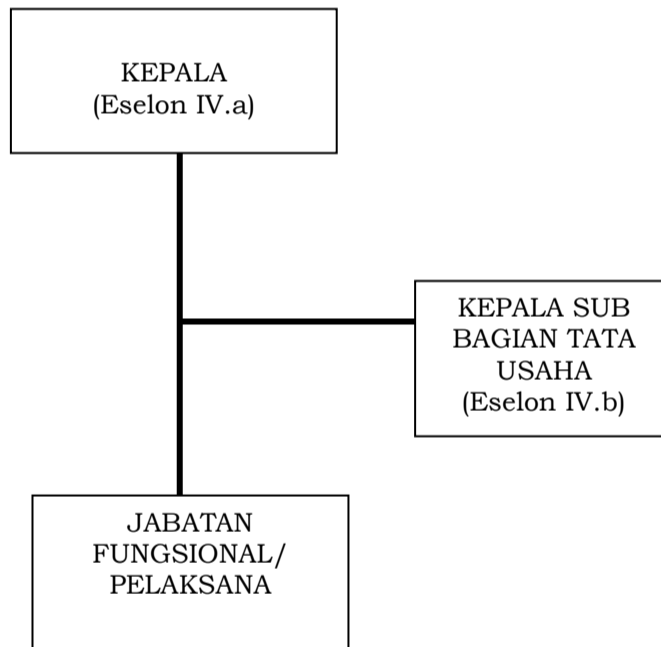 KEPALA
(Eselon IV.a)
KEPALA SUB
BAGIAN TATA
USAHA
(Eselon IV.b)
JABATAN
FUNGSIONAL/
PELAKSANA